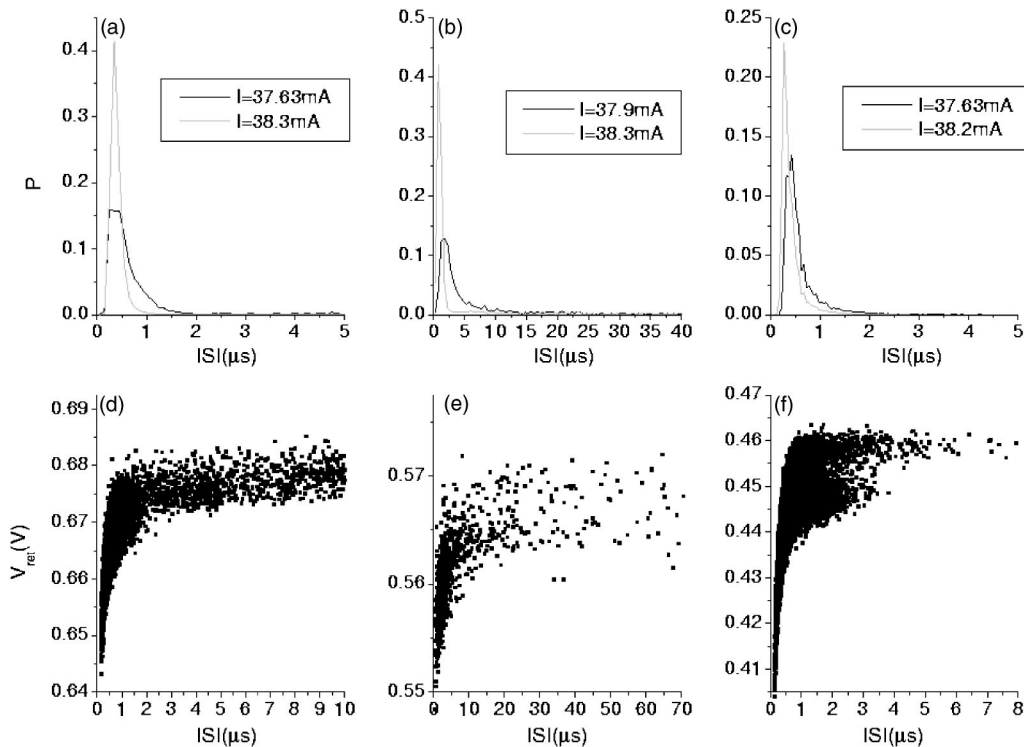 (a)
0.4
0.3
0.2
0.1
0.0
P
I=37.63mA
I=38.3mA
0 1 2 3 4 5
ISI(μs)
(b)
0.5
0.4
0.3
0.2
0.1
0.0
I=37.9mA
I=38.3mA
0 5 10 15 20 25 30 35 40
ISI(μs)
(c)
0.25
0.20
0.15
0.10
0.05
0.00
I=37.63mA
I=38.2mA
0 1 2 3 4 5
ISI(μs)
(d)
0.69
0.68
0.67
0.66
0.65
0.64
Vret(V)
0 1 2 3 4 5 6 7 8 9 10
ISI(μs)
(e)
0.57
0.56
0.55
0 10 20 30 40 50 60 70
ISI(μs)
(f)
0.47
0.46
0.45
0.44
0.43
0.42
0.41
0 1 2 3 4 5 6 7 8
ISI(μs)